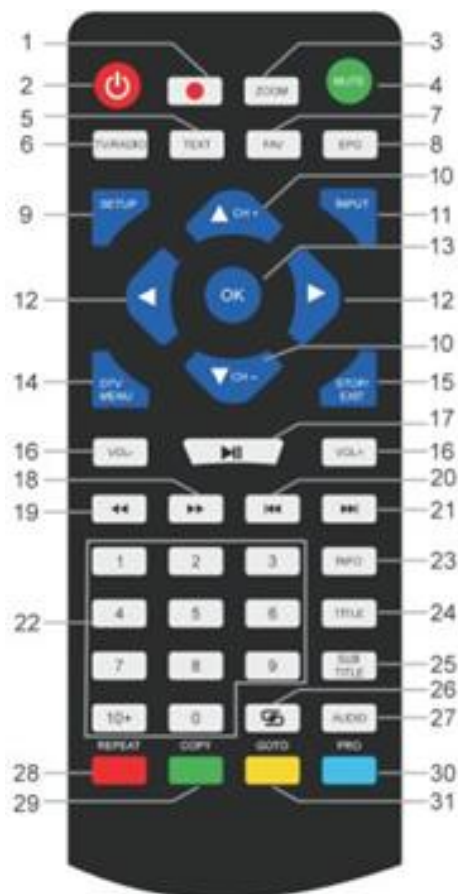 1 3
2 ZOOM MUTE 4
5 7
6 TV/RADIO TEXT FAV EPG 8
10
9 SETUP CH+ INPUT 11
13
12 OK 12
10
14 DTV MENU CH- STOP/ EXIT 15
17
16 VOL- VOL+ 16
18 20
19 21
1 2 3 INFO 23
22 4 5 6 TITLE 24
7 8 9 SUB TITLE 25
26
10+ 0 AUDIO 27
REPEAT COPY GOTO PRO
28 30
29 31